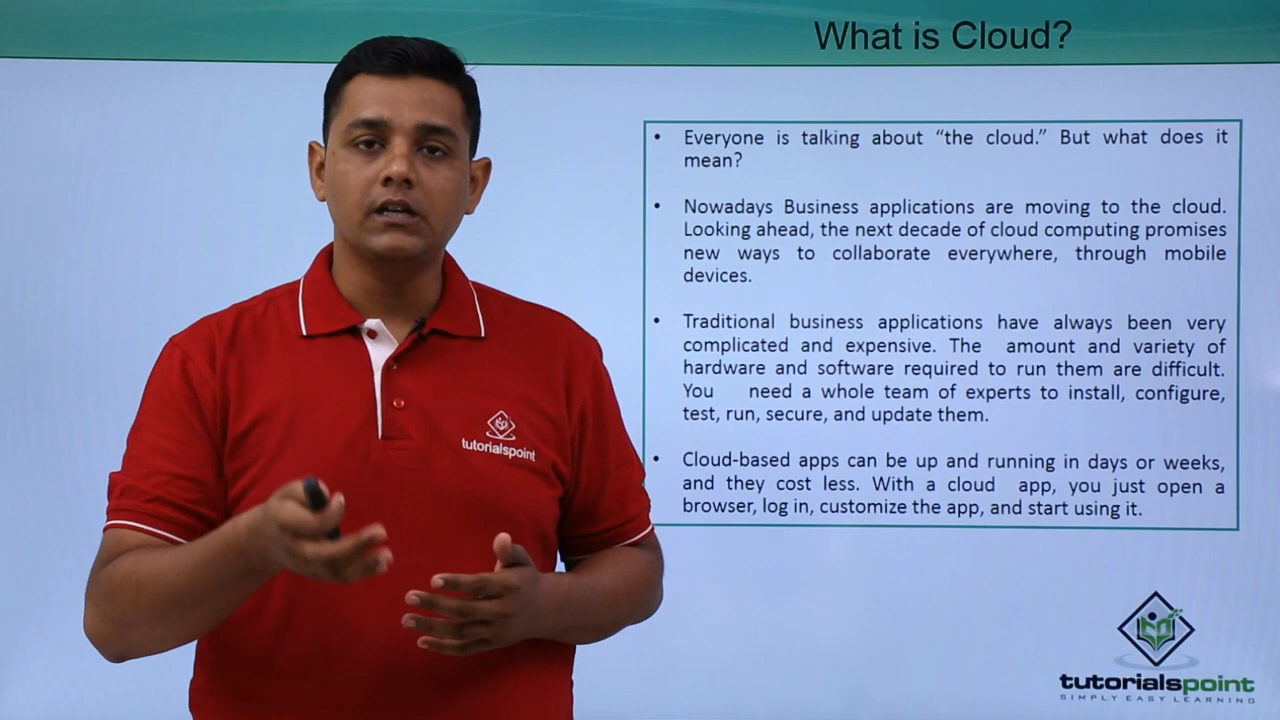 What is Cloud?
• Everyone is talking about “the cloud.” But what does it
mean?
• Nowadays Business applications are moving to the cloud.
Looking ahead, the next decade of cloud computing promises
new ways to collaborate everywhere, through mobile
devices.
• Traditional business applications have always been very
complicated and expensive. The amount and variety of
hardware and software required to run them are difficult.
You need a whole team of experts to install, configure,
test, run, secure, and update them.
• Cloud-based apps can be up and running in days or weeks,
and they cost less. With a cloud app, you just open a
browser, log in, customize the app, and start using it.
tutorialspoint
tutorialspoint
SIMPLY EASY LEARNING